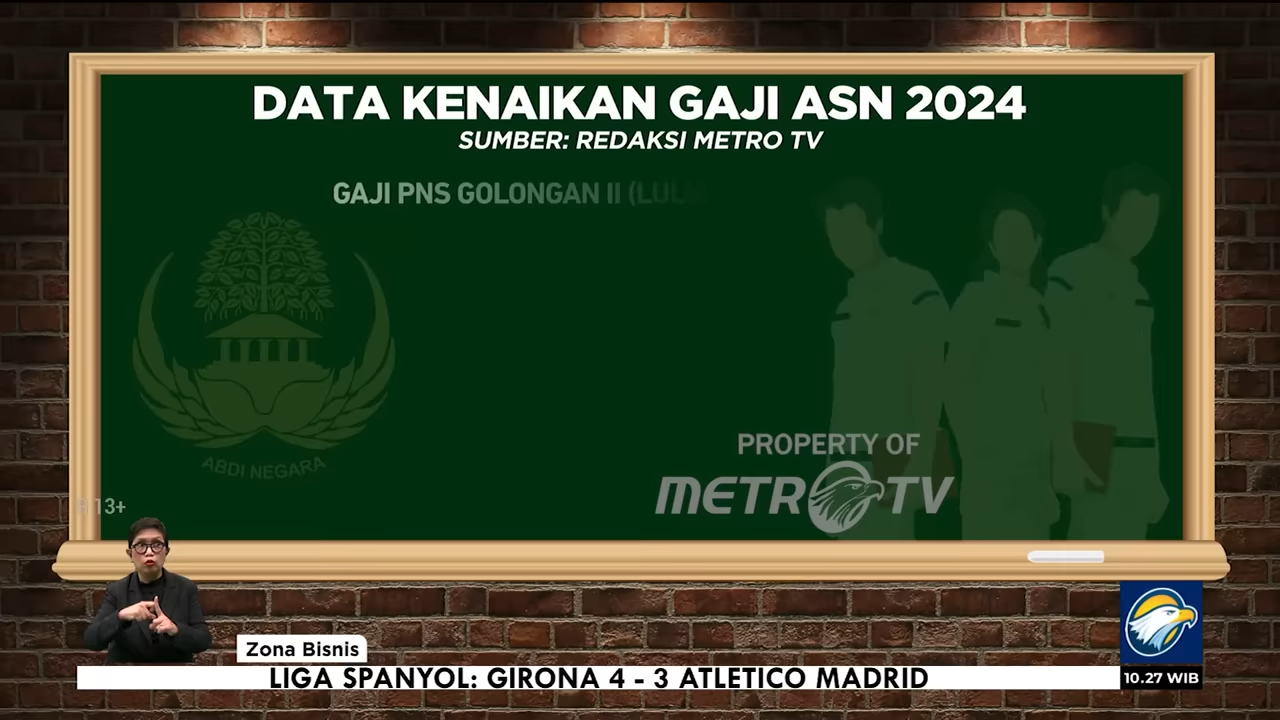 DATA KENAIKAN GAJI ASN 2024
SUMBER: REDAKSI METRO TV
GAJI PNS GOLONGAN II (LUL
ABDI NEGARA
PROPERTY OF
METRO TV
R 13+
Zona Bisnis
LIGA SPANYOL: GIRONA 4 - 3 ATLETICO MADRID
10.27 WIB